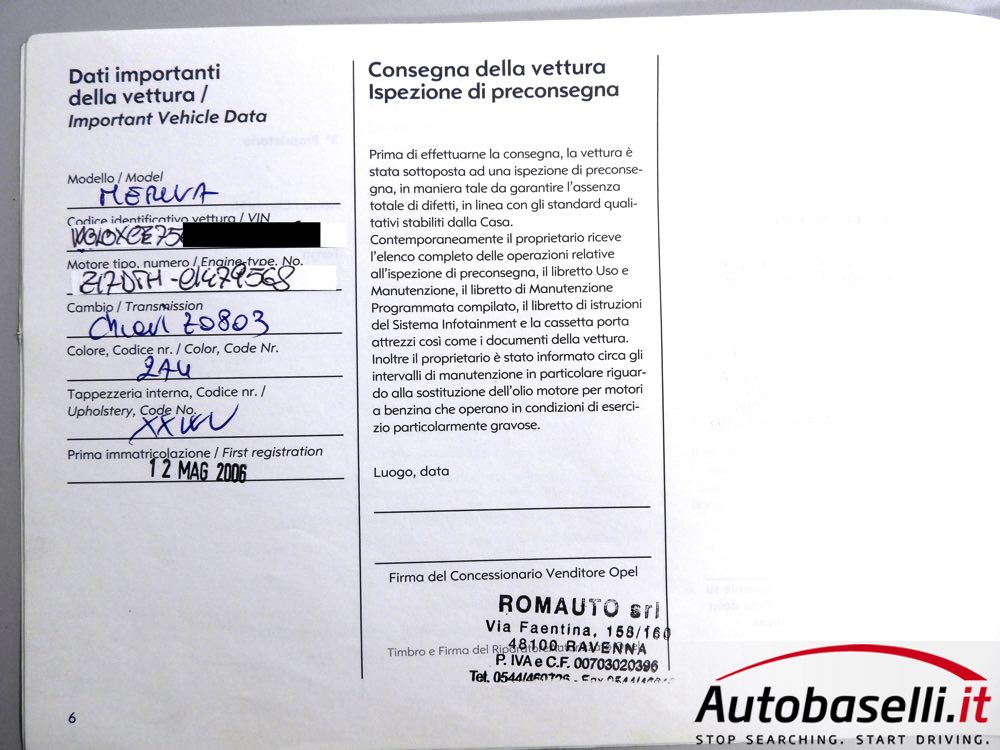 Dati importanti
della vettura /
Important Vehicle Data
Modello / Model
MERIVA
Codice identificativo vettura / VIN
Motore tipo, numero / Engine-type, No.
Z17DTH-
Cambio / Transmission
Colore, Codice nr. / Color, Code Nr.
Tappezzeria interna, Codice nr. /
Upholstery, Code No.
Prima immatricolazione / First registration
12 MAG 2006
6
Consegna della vettura
Ispezione di preconsegna
Prima di effettuarne la consegna, la vettura è
stata sottoposta ad una ispezione di preconse-
gna, in maniera tale da garantire l'assenza
totale di difetti, in linea con gli standard quali-
tativi stabiliti dalla Casa.
Contemporaneamente il proprietario riceve
l'elenco completo delle operazioni relative
all'ispezione di preconsegna, il libretto Uso e
Manutenzione, il libretto di Manutenzione
Programmata compilato, il libretto di istruzioni
del Sistema Infotainment e la cassetta porta
attrezzi così come i documenti della vettura.
Inoltre il proprietario è stato informato circa gli
intervalli di manutenzione in particolare riguar-
do alla sostituzione dell'olio motore per motori
a benzina che operano in condizioni di eserci-
zio particolarmente gravose.
Luogo, data
Firma del Concessionario Venditore Opel
ROMAUTO srl
Via Faentina, 158/160
48100 RAVENNA
Timbro e Firma del
P. IVA e C.F. 00703020396
Tel.
Autobaselli.it
STOP SEARCHING. START DRIVING.